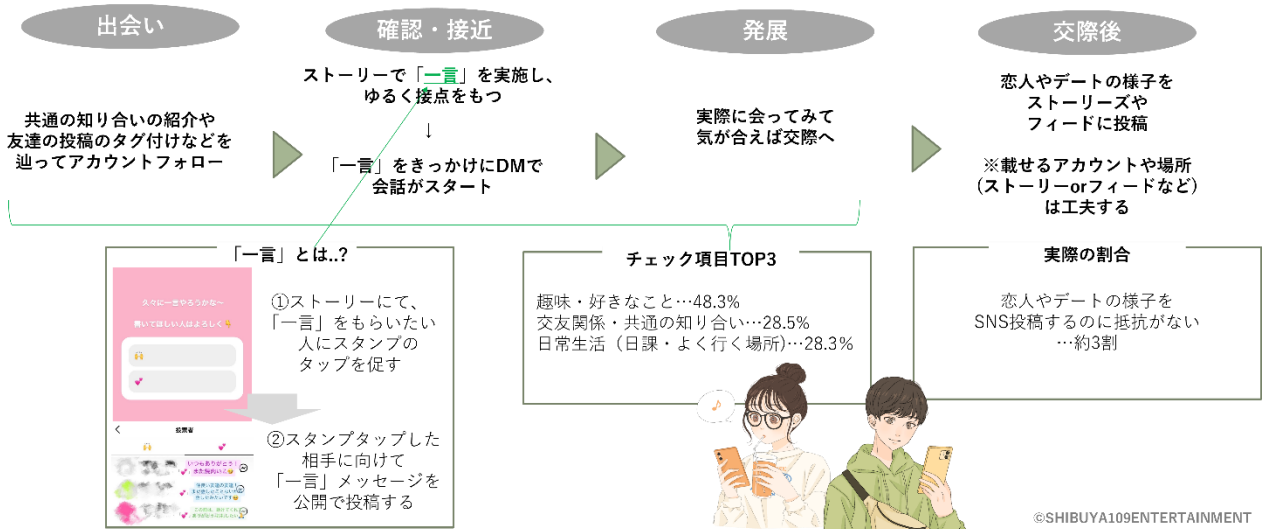 出会い
確認・接近
発展
交際後
共通の知り合いの紹介や
友達の投稿のタグ付けなどを
辿ってアカウントフォロー
ストーリーで「一言」を実施し、
ゆるく接点をもつ
↓
「一言」をきっかけにDMで
会話がスタート
実際に会ってみて
気が合えば交際へ
恋人やデートの様子を
ストーリーズや
フィードに投稿
※載せるアカウントや場所
(ストーリーorフィードなど)
は工夫する
「一言」とは..?
久々に一言やろうかな〜
書いてほしい人はよろしく
①ストーリーにて、
「一言」をもらいたい
人にスタンプの
タップを促す
投票者
いつもありがとう!
②スタンプタップした
相手に向けて
「一言」メッセージを
公開で投稿する
チェック項目TOP3
趣味・好きなこと…48.3%
交友関係・共通の知り合い…28.5%
日常生活(日課・よく行く場所)…28.3%
実際の割合
恋人やデートの様子を
SNS投稿するのに抵抗がない
…約3割
©SHIBUYA109ENTERTAINMENT